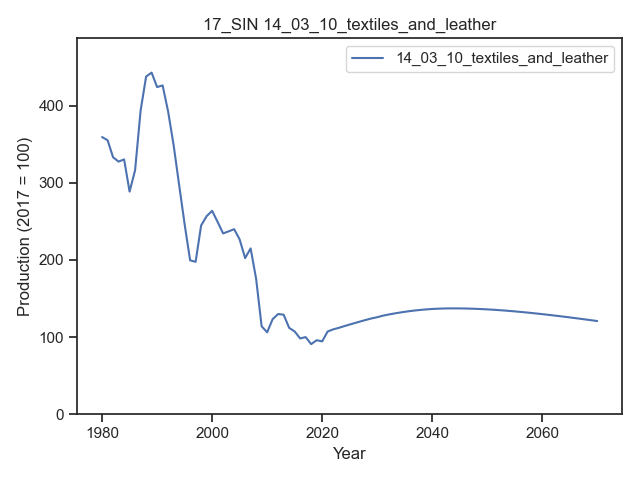 17_SIN 14_03_10_textiles_and_leather
14_03_10_textiles_and_leather
Production (2017 = 100)
400
300
200
100
0
1980
2000
2020
2040
2060
Year